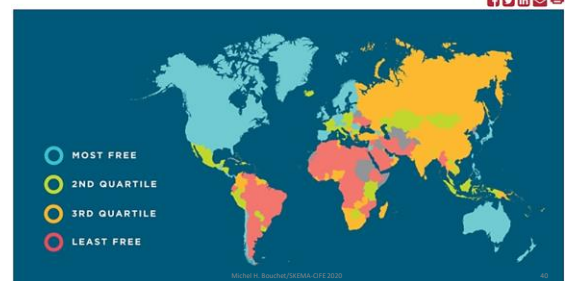 MOST FREE
2ND QUARTILE
3RD QUARTILE
LEAST FREE
Michel H. Bouchet/SKEMA-CIFE 2020
40